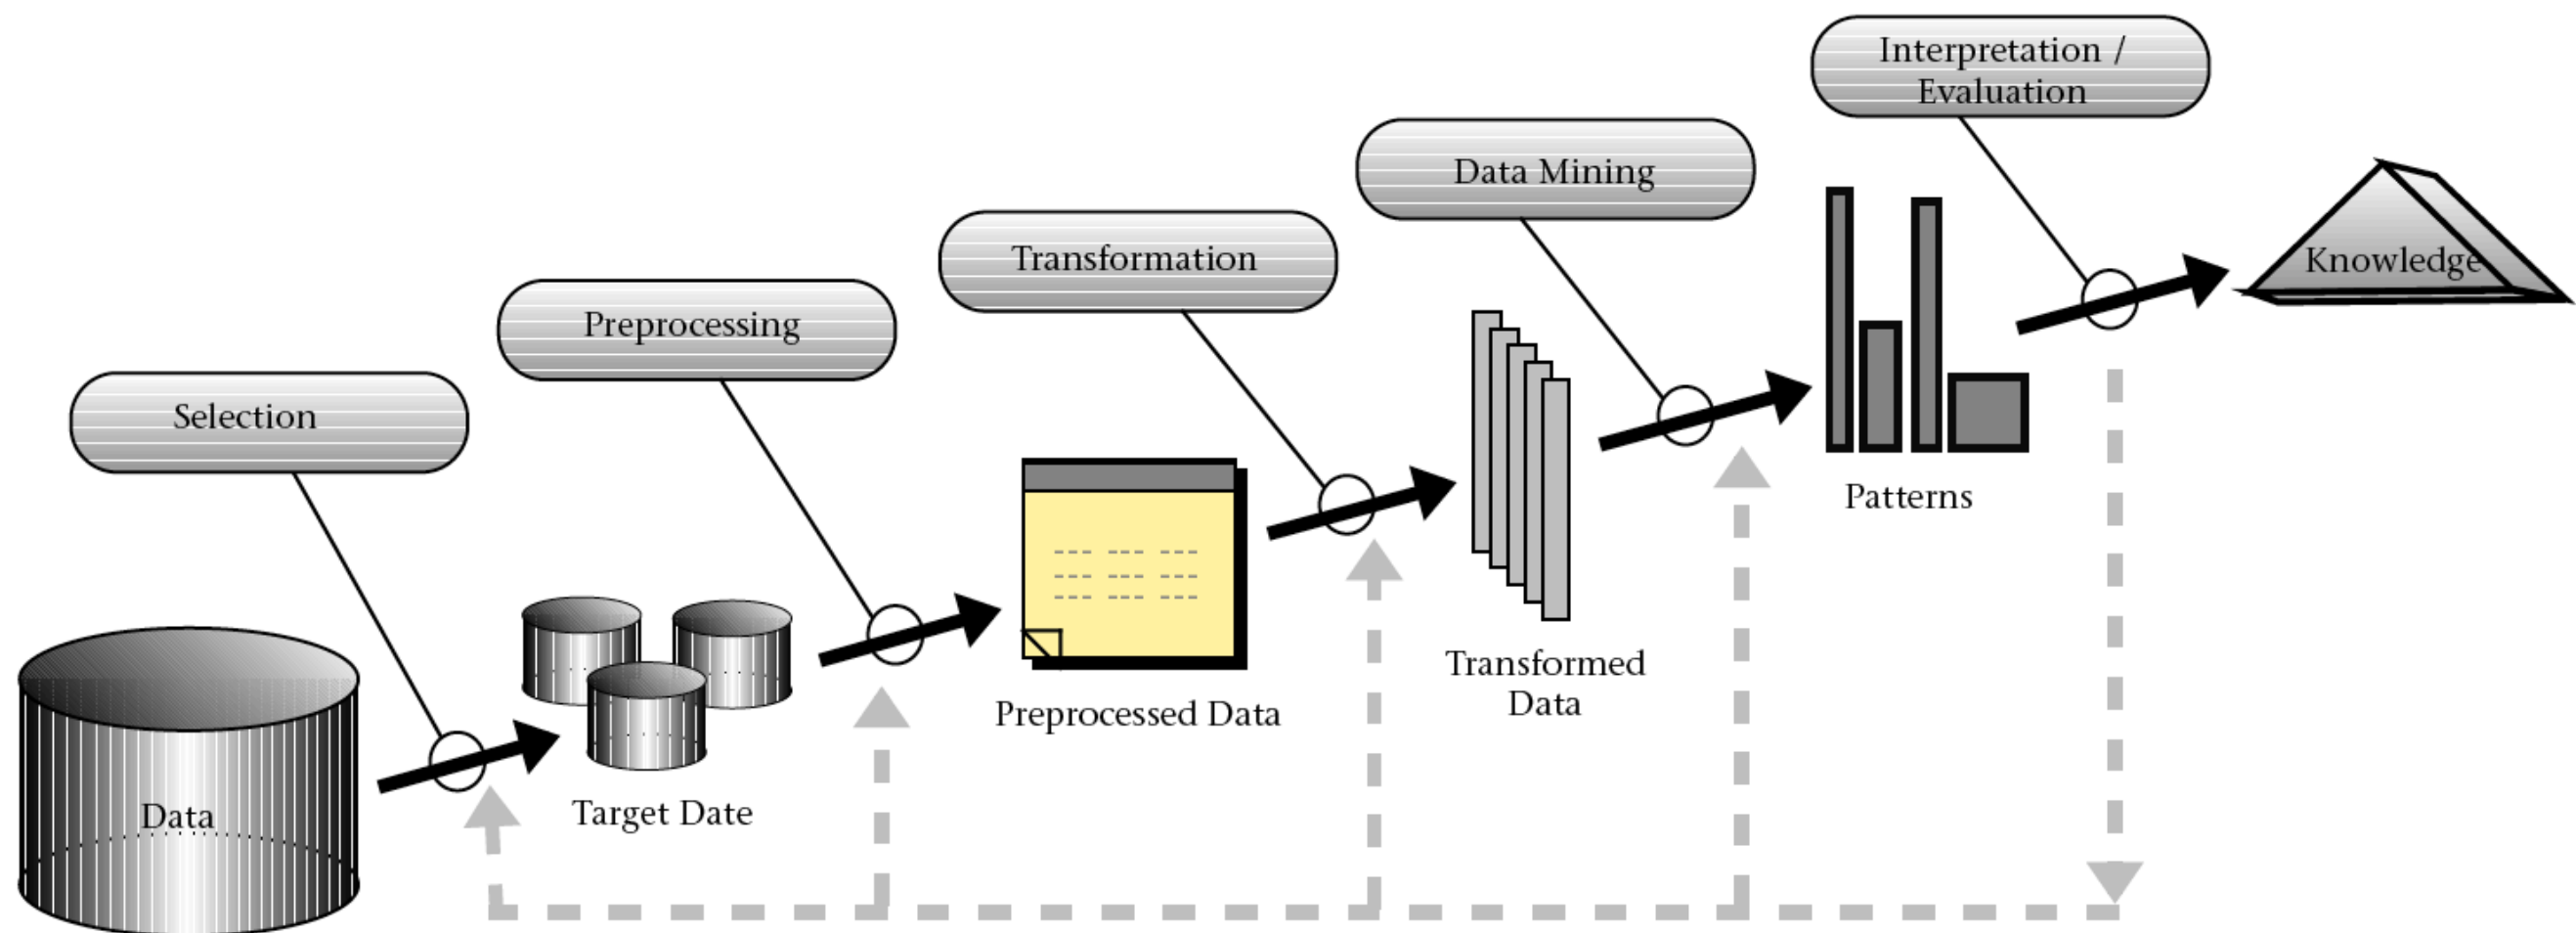 Interpretation /
Evaluation
Data Mining
Transformation
Preprocessing
Selection
Knowledge
Patterns
Transformed
Data
Preprocessed Data
Target Date
Data